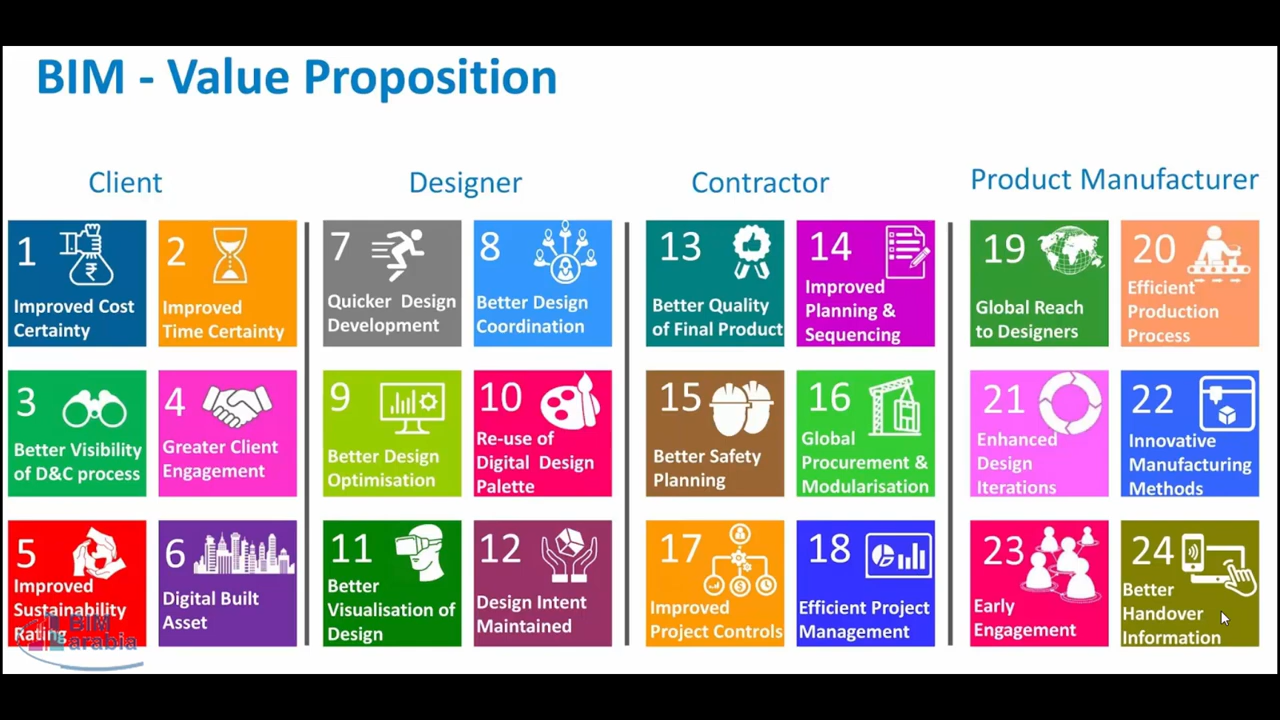 BIM - Value Proposition
Client
1
Improved Cost
Certainty
2
Improved
Time Certainty
3
Better Visibility
of D&C process
4
Greater Client
Engagement
5
Improved
Sustainability
Rating
6
Digital Built
Asset
Designer
7
Quicker Design
Development
8
Better Design
Coordination
9
Better Design
Optimisation
10
Re-use of
Digital Design
Palette
11
Better
Visualisation of
Design
12
Design Intent
Maintained
Contractor
13
Better Quality
of Final Product
14
Improved
Planning &
Sequencing
15
Better Safety
Planning
16
Global
Procurement &
Modularisation
17
Improved
Project Controls
18
Efficient Project
Management
Product Manufacturer
19
Global Reach
to Designers
20
Efficient
Production
Process
21
Enhanced
Design
Iterations
22
Innovative
Manufacturing
Methods
23
Early
Engagement
24
Better
Handover
Information
BIM
arabia